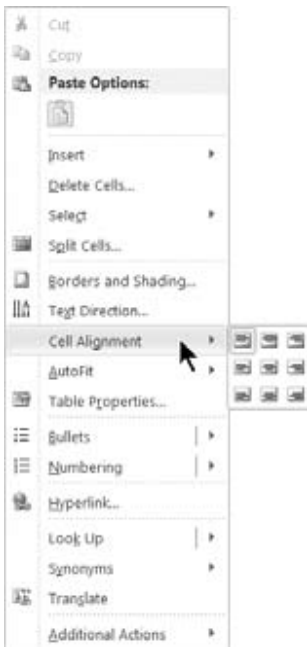 Cut
Copy
Paste Options:
Insert
Delete Cells...
Select
Split Cells...
Borders and Shading...
Text Direction...
Cell Alignment
AutoFit
Table Properties...
Bullets
Numbering
Hyperlink...
Look Up
Synonyms
Translate
Additional Actions